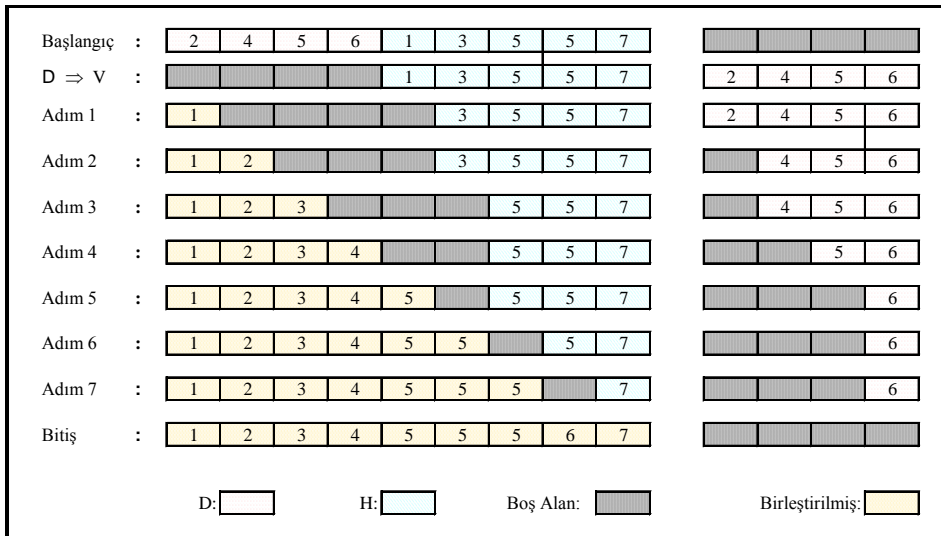 Başlangıç : 2 4 5 6 1 3 5 5 7
D ⇒ V : 1 3 5 5 7 2 4 5 6
Adım 1 : 1 3 5 5 7 2 4 5 6
Adım 2 : 1 2 3 5 5 7 4 5 6
Adım 3 : 1 2 3 5 5 7 4 5 6
Adım 4 : 1 2 3 4 5 5 7 5 6
Adım 5 : 1 2 3 4 5 5 5 7 6
Adım 6 : 1 2 3 4 5 5 5 7 6
Adım 7 : 1 2 3 4 5 5 5 7 6
Bitiş : 1 2 3 4 5 5 5 6 7
D: H: Boş Alan: Birleştirilmiş: